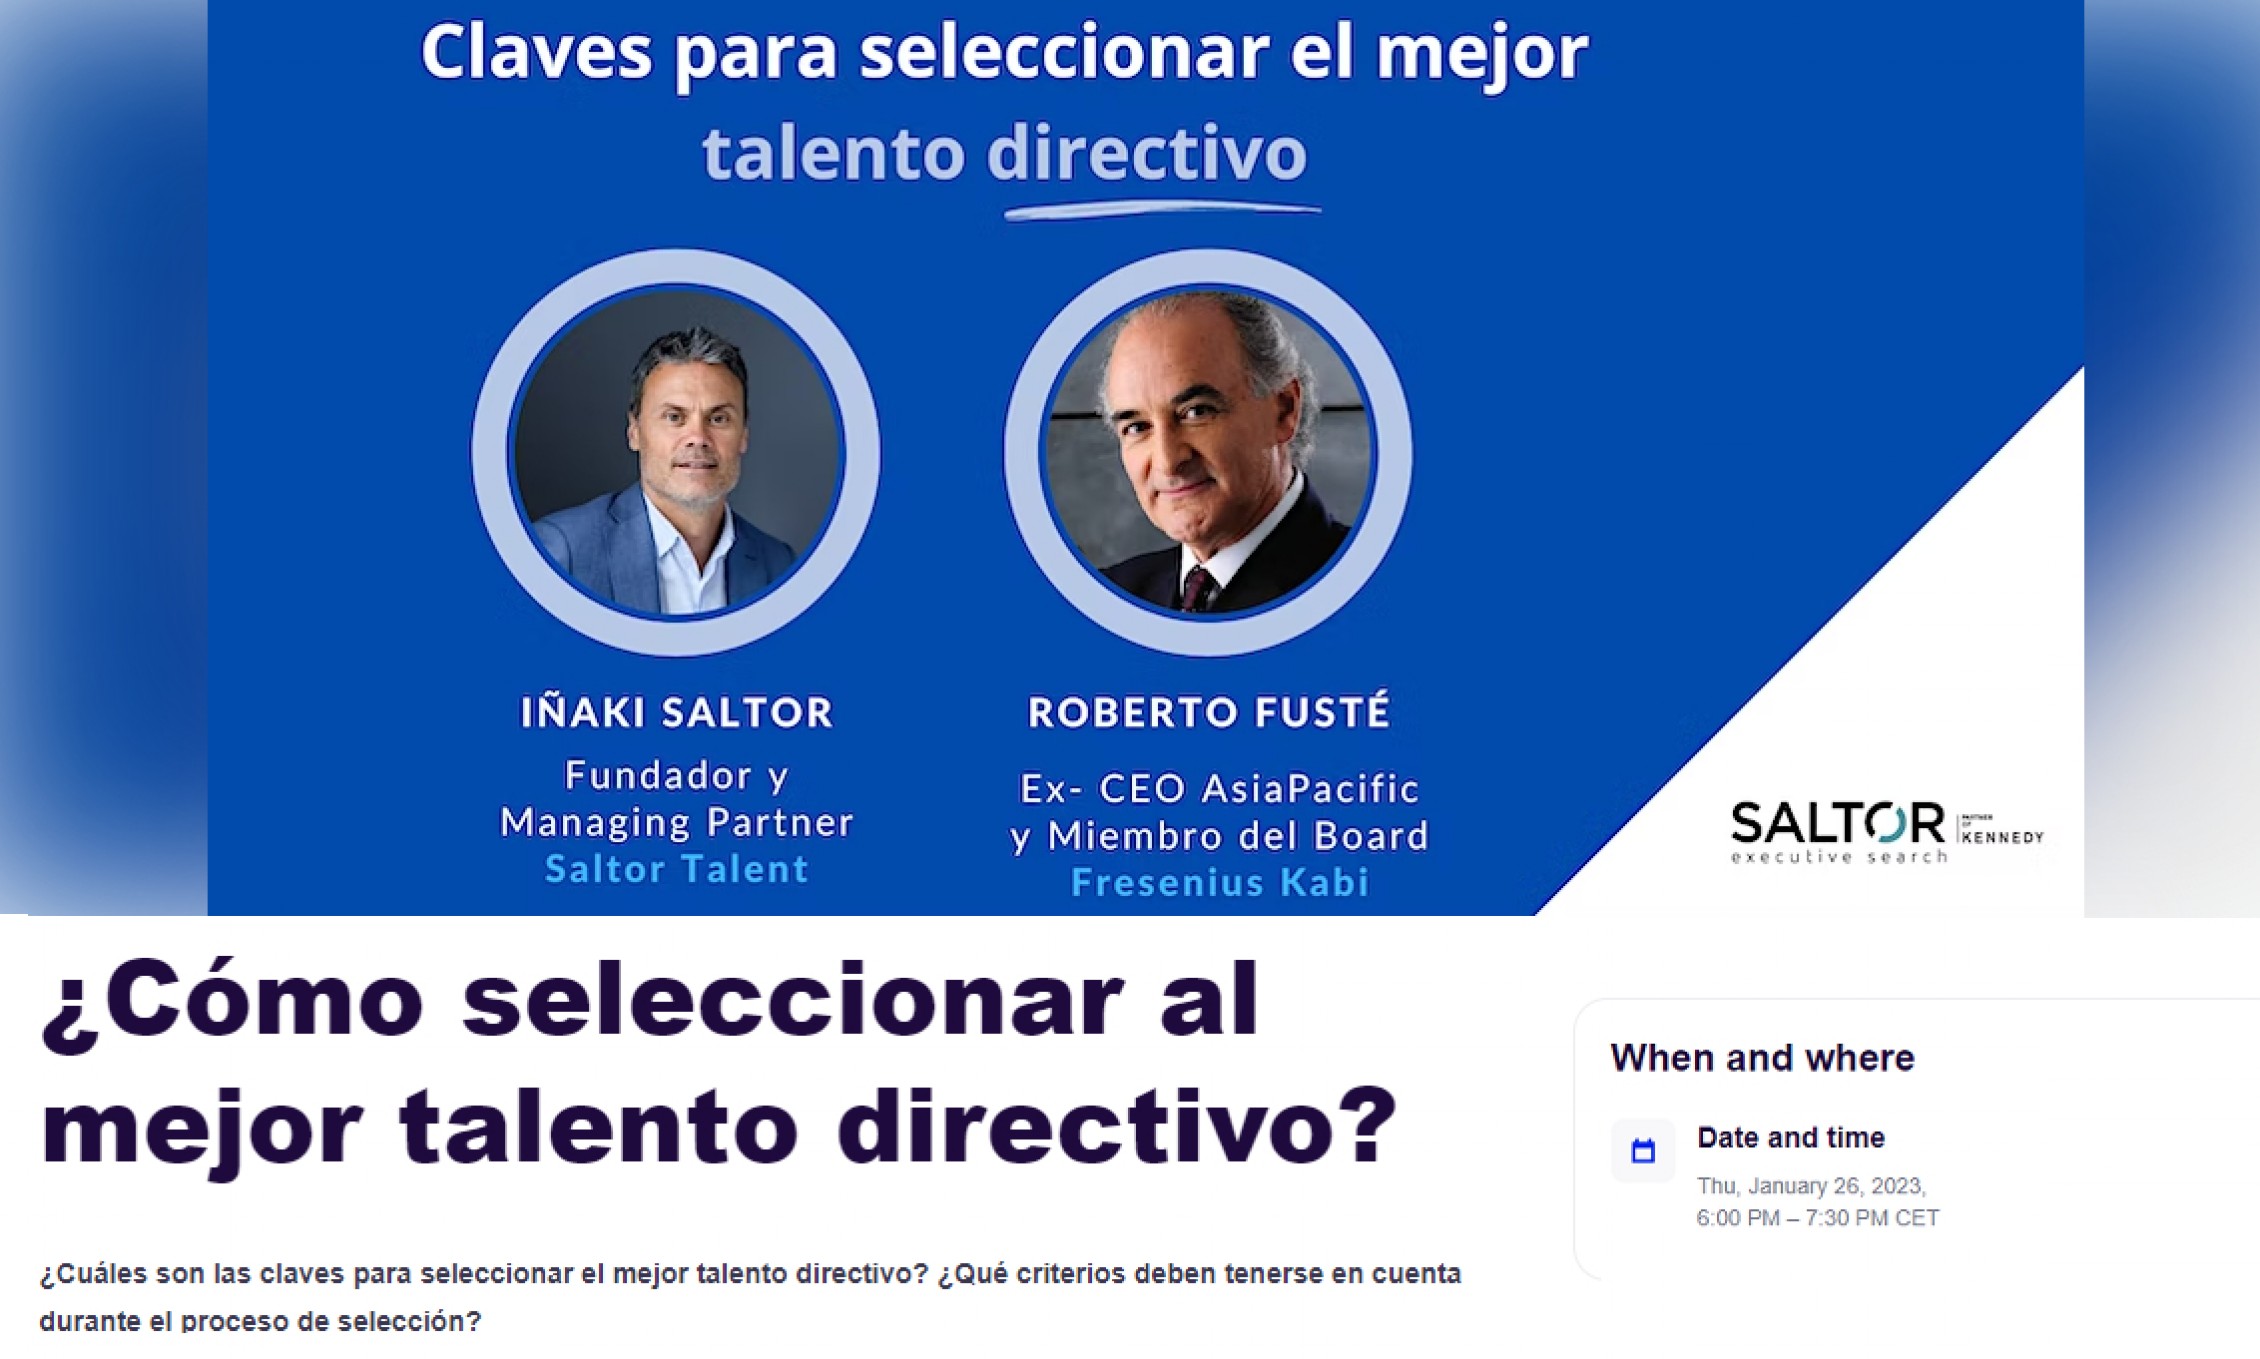 Claves para seleccionar el mejor
talento directivo
IÑAKI SALTOR
Fundador y
Managing Partner
Saltor Talent
ROBERTO FUSTÉ
Ex- CEO AsiaPacific
y Miembro del Board
Fresenius Kabi
SALTOR
executive search
PARTNER
OF
KENNEDY
¿Cómo seleccionar al
mejor talento directivo?
¿Cuáles son las claves para seleccionar el mejor talento directivo? ¿Qué criterios deben tenerse en cuenta
durante el proceso de selección?
When and where
Date and time
Thu, January 26, 2023,
6:00 PM – 7:30 PM CET